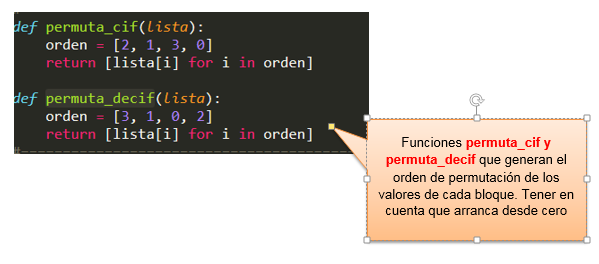 def permuta_cif(lista):
    orden = [2, 1, 3, 0]
    return [lista[i] for i in orden]
def permuta_decif(lista):
    orden = [3, 1, 0, 2]
    return [lista[i] for i in orden]
#----------------------------------------
Funciones permuta_cif y
permuta_decif que generan el
orden de permutación de los
valores de cada bloque. Tener en
cuenta que arranca desde cero